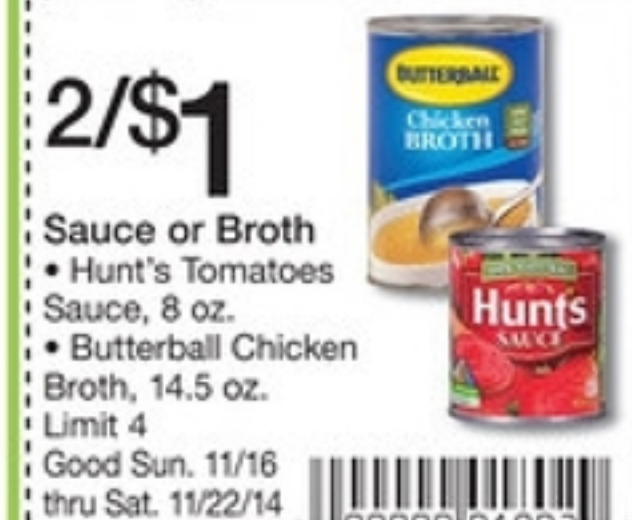 2/$1
Sauce or Broth
• Hunt's Tomatoes
Sauce, 8 oz.
• Butterball Chicken
Broth, 14.5 oz.
Limit 4
Good Sun. 11/16
thru Sat. 11/22/14
BUTTERBALL
Chicken
BROTH
Hunt's
SAUCE